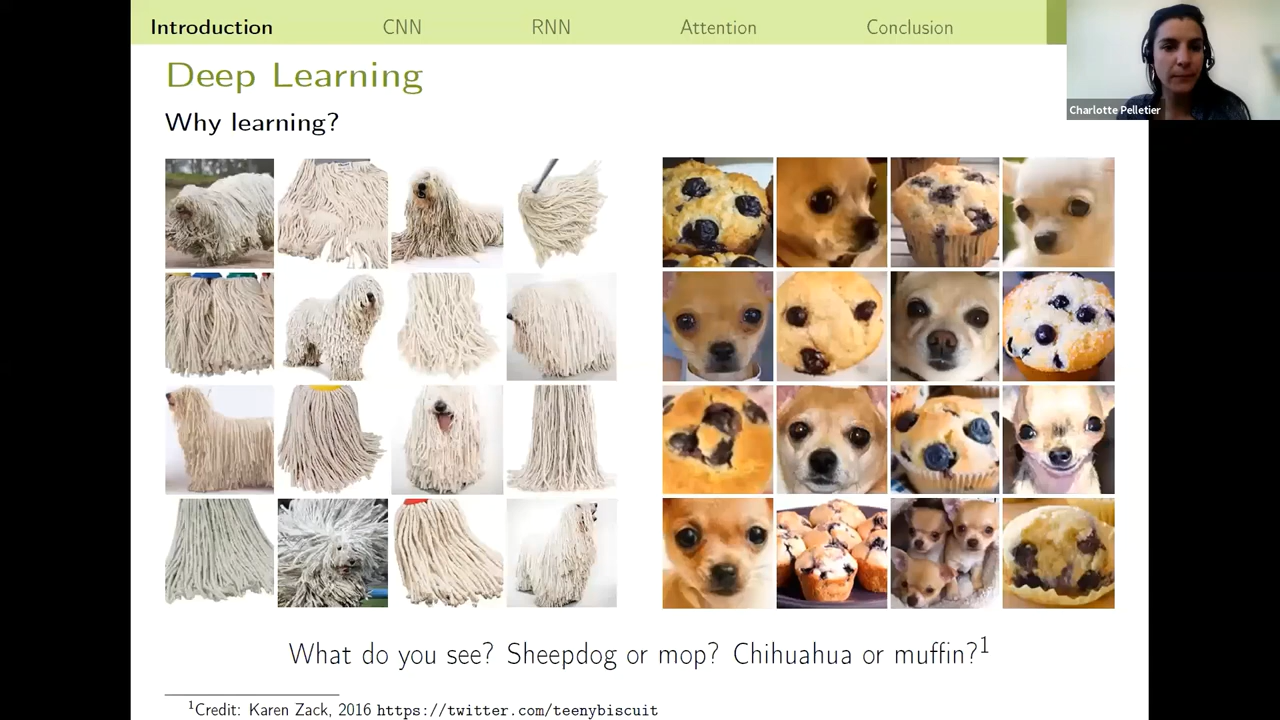 Introduction CNN RNN Attention Conclusion
Deep Learning
Charlotte Pelletier
Why learning?
What do you see? Sheepdog or mop? Chihuahua or muffin?¹
¹Credit: Karen Zack, 2016 https://twitter.com/teenybiscuit